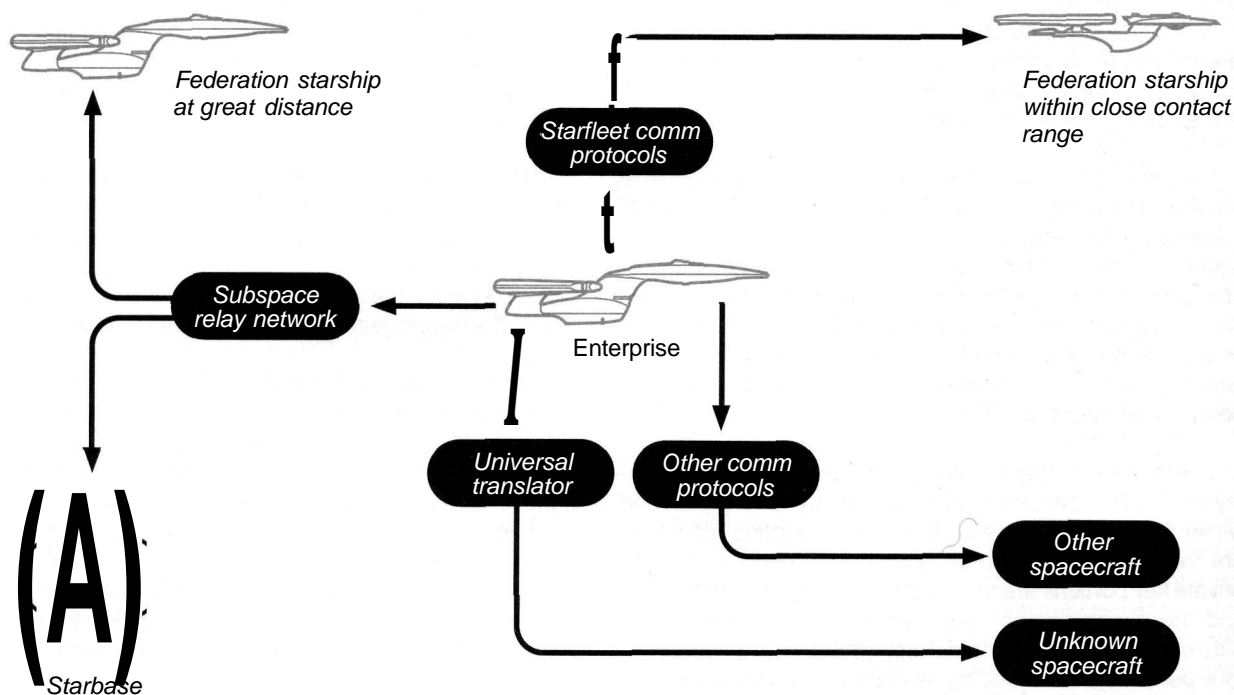 Federation starship
at great distance
Starfleet comm
protocols
Federation starship
within close contact
range
Subspace
relay network
Enterprise
Universal
translator
Other comm
protocols
(A)
Starbase
Other
spacecraft
Unknown
spacecraft